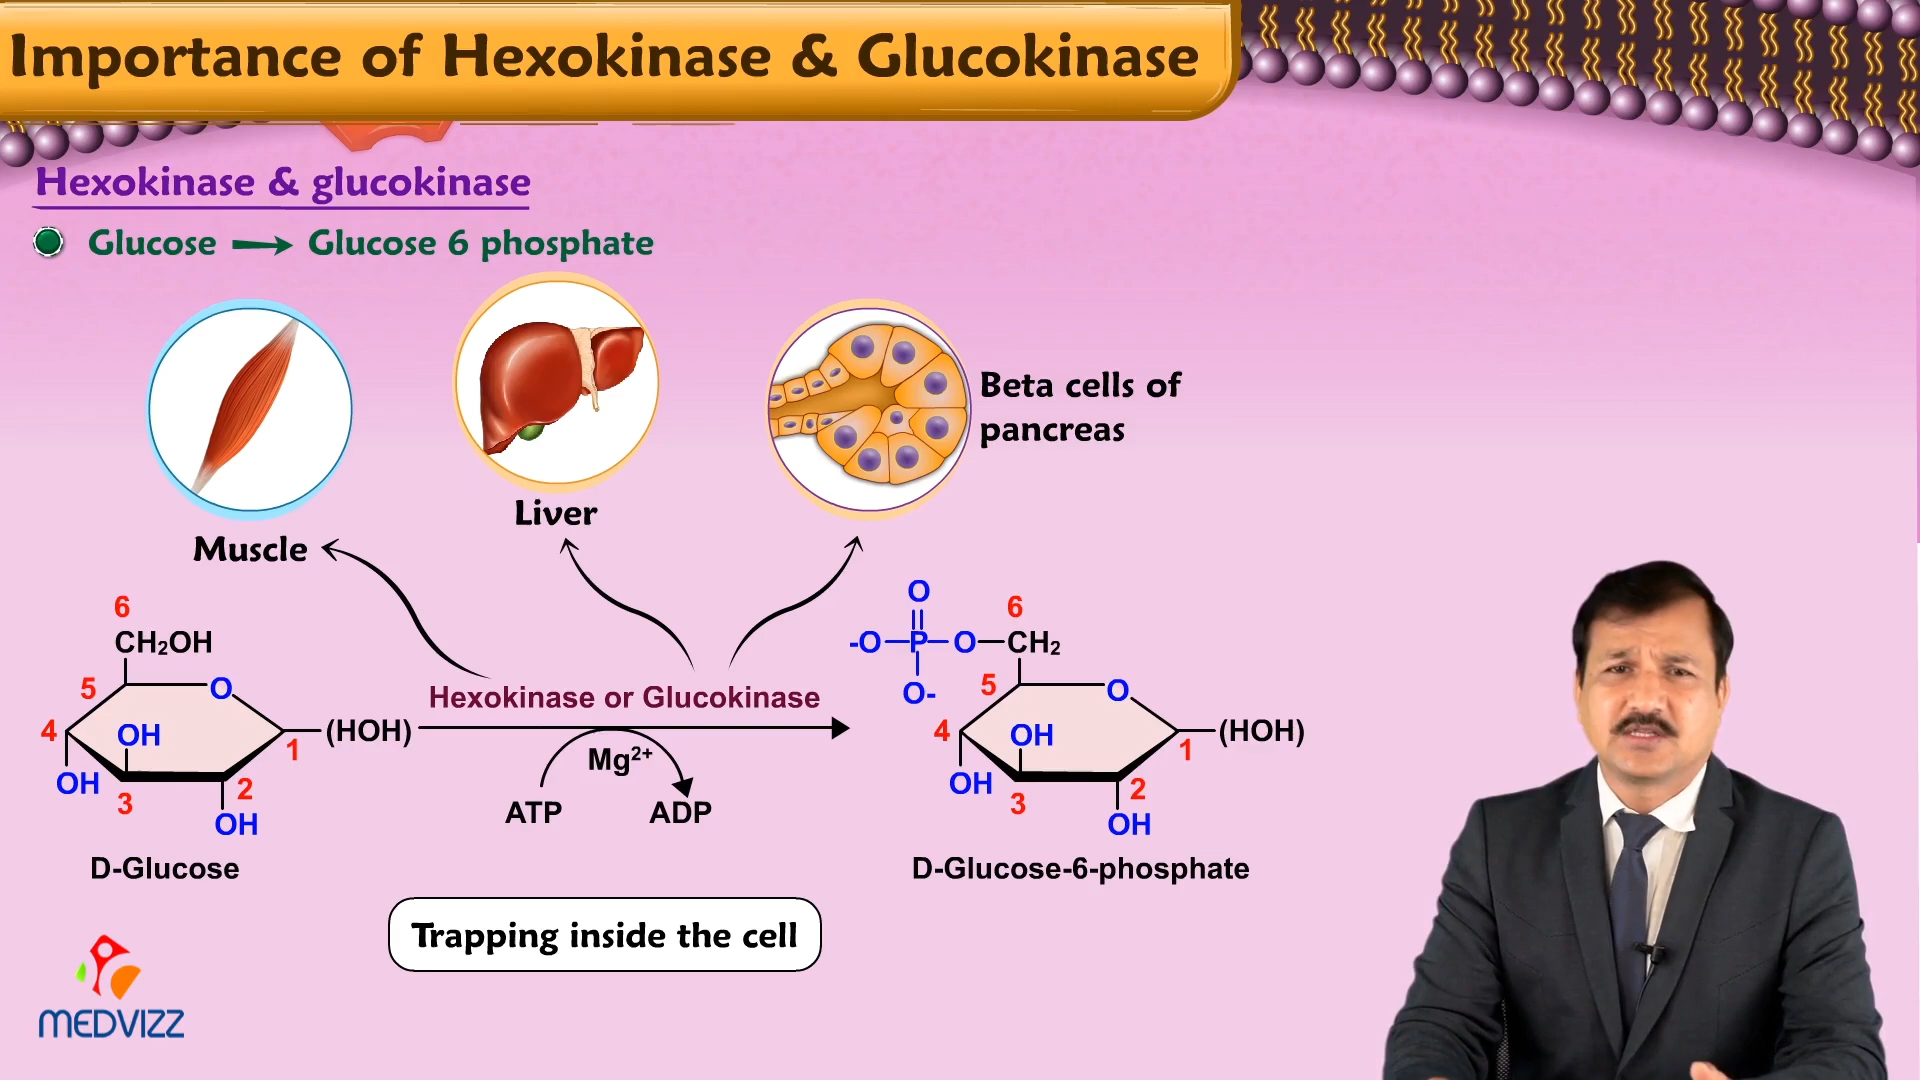 Importance of Hexokinase & Glucokinase
Hexokinase & glucokinase
Glucose → Glucose 6 phosphate
Beta cells of
pancreas
Liver
Muscle
6
CH₂OH
5
O
4
OH
(HOH)
1
OH
3
2
OH
D-Glucose
Hexokinase or Glucokinase
Mg²⁺
ATP
ADP
O
6
-O-P-O-CH₂
O-
5
O
4
OH
(HOH)
1
OH
3
2
OH
D-Glucose-6-phosphate
Trapping inside the cell
MEDVIZZ